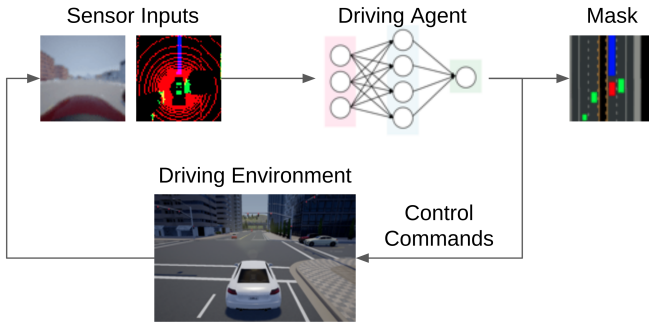 Sensor Inputs
Driving Agent
Mask
Driving Environment
Control
Commands